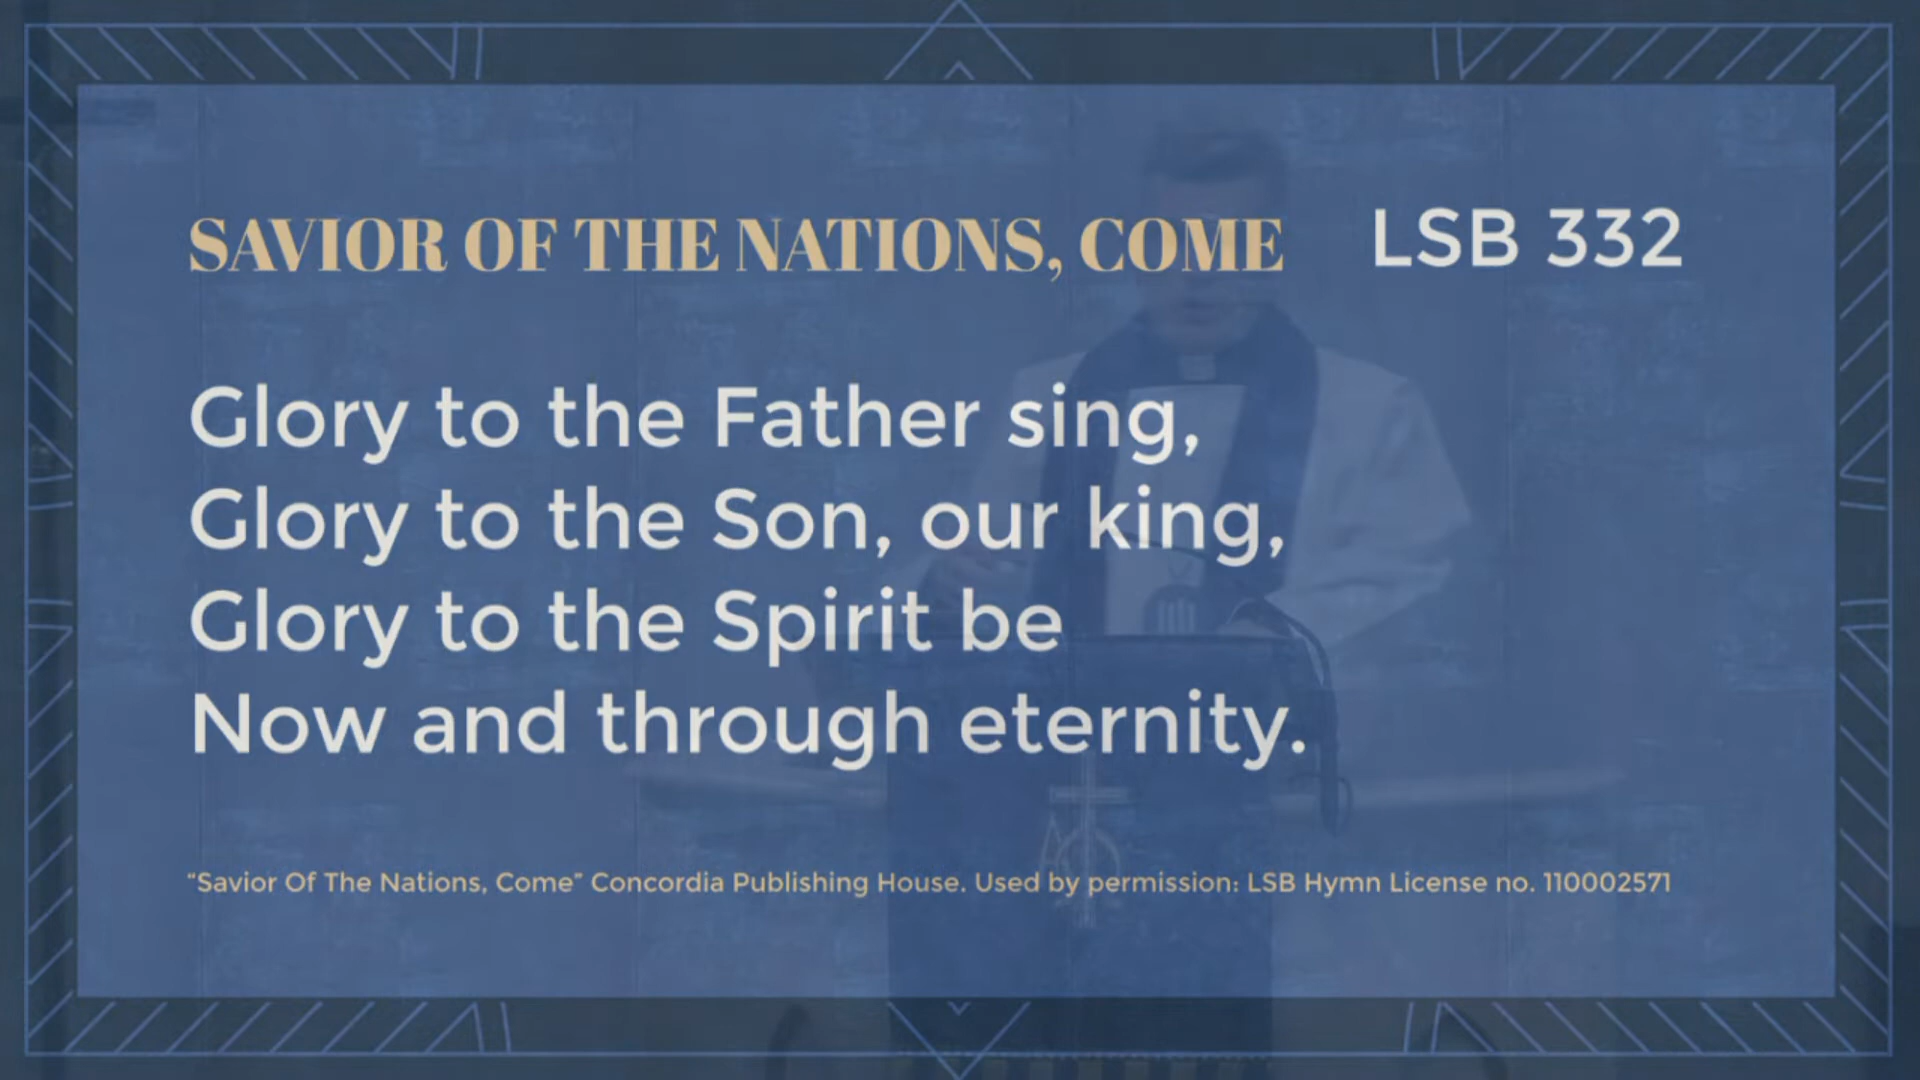 SAVIOR OF THE NATIONS, COME LSB 332
Glory to the Father sing,
Glory to the Son, our king,
Glory to the Spirit be
Now and through eternity.
“Savior Of The Nations, Come” Concordia Publishing House. Used by permission: LSB Hymn License no. 110002571